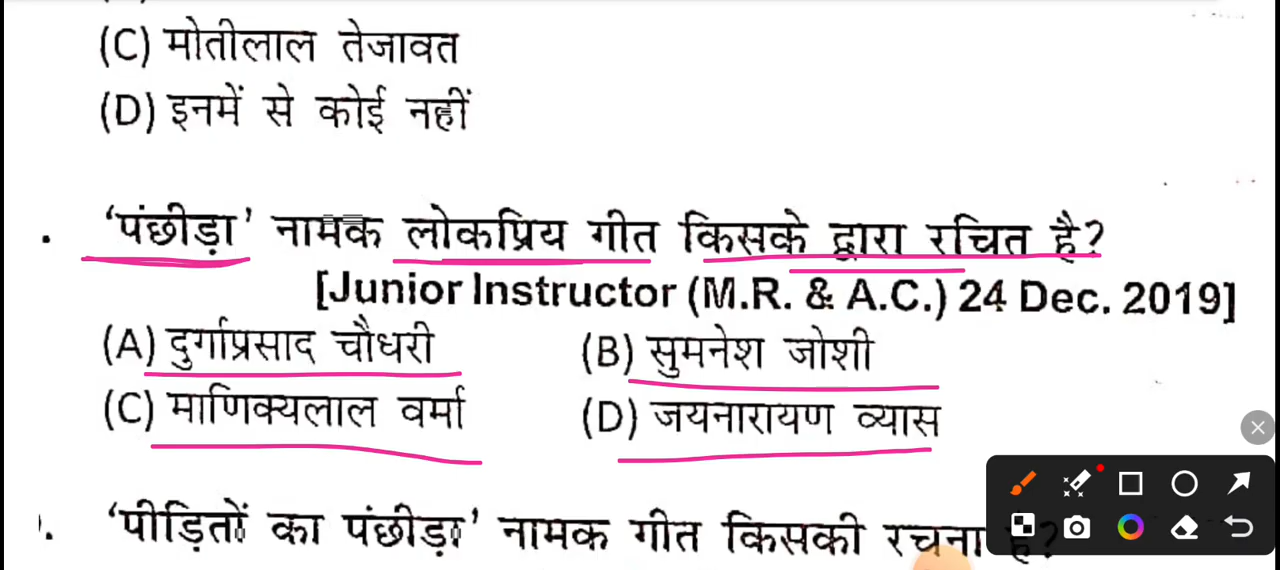 (C) मोतीलाल तेजावत
(D) इनमें से कोई नहीं
. ‘पंछीड़ा’ नामक लोकप्रिय गीत किसके द्वारा रचित है?
[Junior Instructor (M.R. & A.C.) 24 Dec. 2019]
(A) दुर्गाप्रसाद चौधरी (B) सुमनेश जोशी
(C) माणिक्यलाल वर्मा (D) जयनारायण व्यास
. ‘पीड़ितों का पंछीड़ा’ नामक गीत किसकी रचना है?